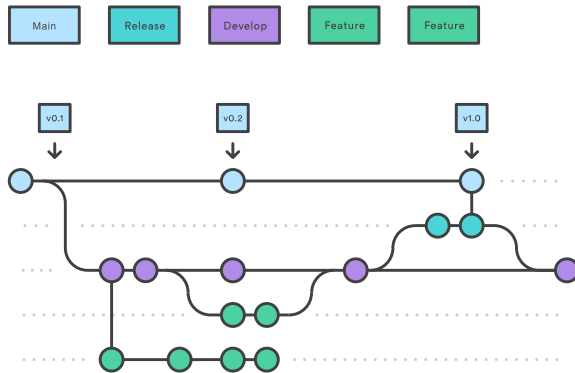 Main
Release
Develop
Feature
Feature
v0.1
v0.2
v1.0